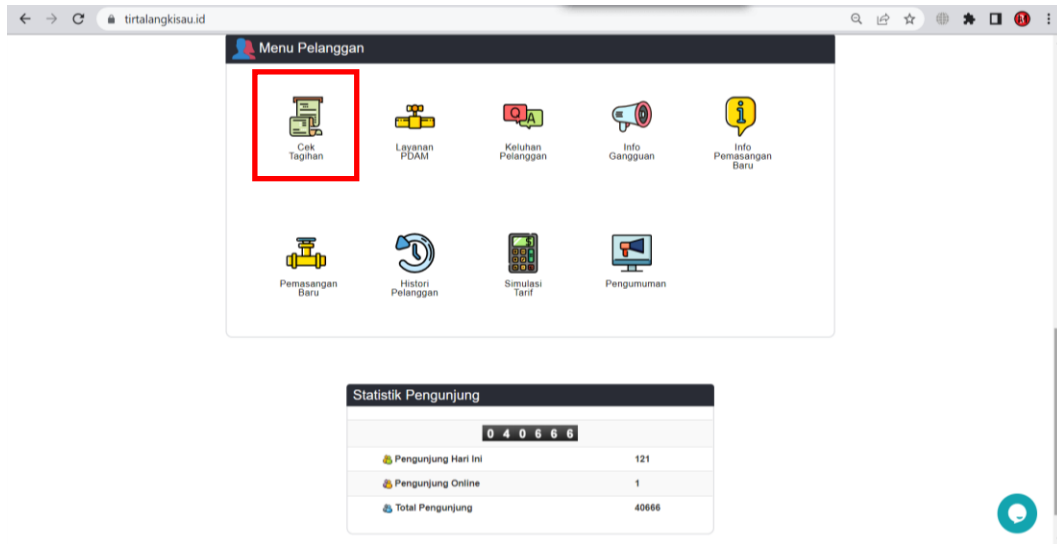 tirtalangkisau.id
Menu Pelanggan
Cek
Tagihan
Layanan
PDAM
Q
A
Keluhan
Pelanggan
Info
Gangguan
i
Info
Pemasangan
Baru
Pemasangan
Baru
Histori
Pelanggan
Simulasi
Tarif
Pengumuman
Statistik Pengunjung
0 4 0 6 6 6
Pengunjung Hari Ini 121
Pengunjung Online 1
Total Pengunjung 40666